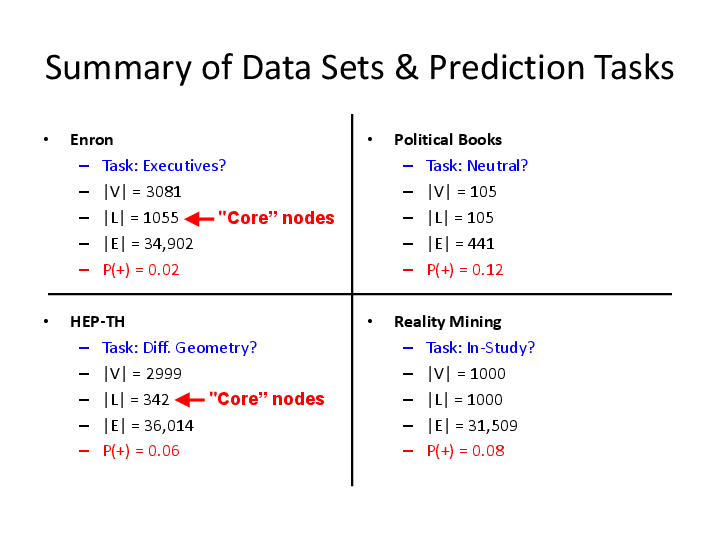 Summary of Data Sets & Prediction Tasks
• Enron
– Task: Executives?
– |V| = 3081
– |L| = 1055 "Core” nodes
– |E| = 34,902
– P(+) = 0.02
• Political Books
– Task: Neutral?
– |V| = 105
– |L| = 105
– |E| = 441
– P(+) = 0.12
• HEP-TH
– Task: Diff. Geometry?
– |V| = 2999
– |L| = 342 "Core” nodes
– |E| = 36,014
– P(+) = 0.06
• Reality Mining
– Task: In-Study?
– |V| = 1000
– |L| = 1000
– |E| = 31,509
– P(+) = 0.08